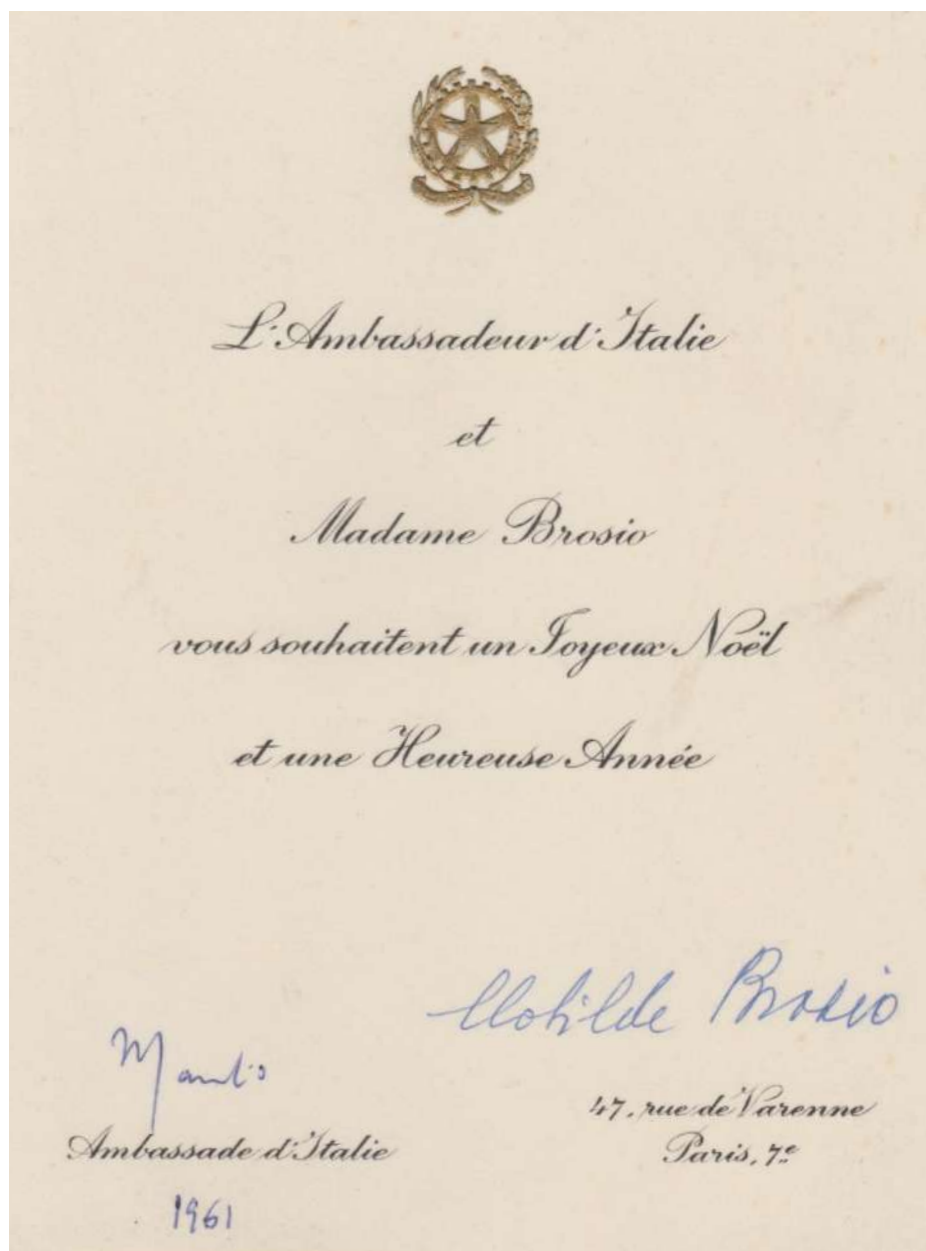 L'Ambassadeur d'Italie
et
Madame Brosio
vous souhaitent un Joyeux Noël
et une Heureuse Année
Clotilde Brosio
Manlio
47, rue de Varenne
Ambassade d'Italie
Paris, 7e
1961